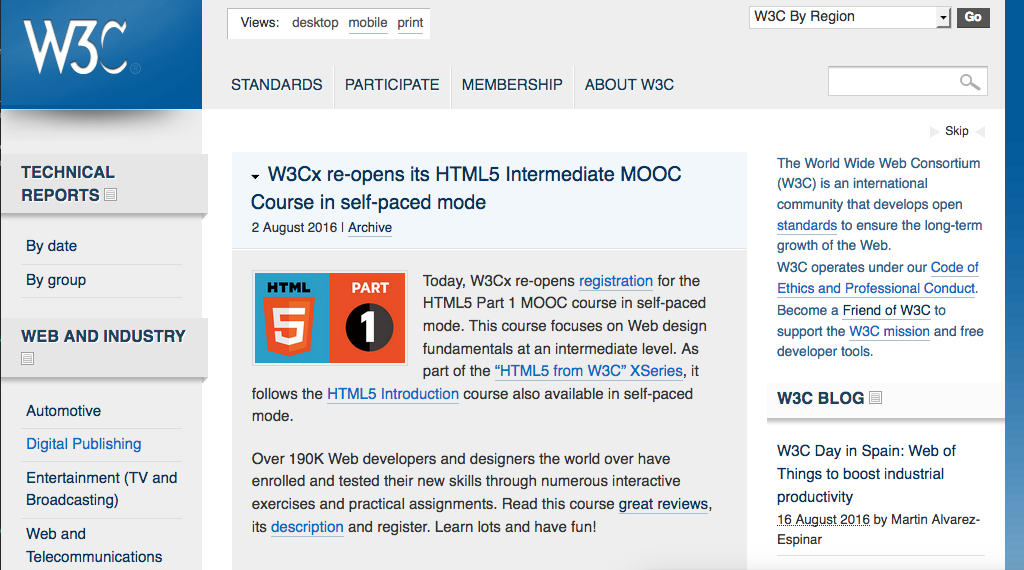 W3C®
Views: desktop mobile print
W3C By Region
Go
STANDARDS
PARTICIPATE
MEMBERSHIP
ABOUT W3C
Skip
TECHNICAL
REPORTS
By date
By group
WEB AND INDUSTRY
Automotive
Digital Publishing
Entertainment (TV and
Broadcasting)
Web and
Telecommunications
W3Cx re-opens its HTML5 Intermediate MOOC
Course in self-paced mode
2 August 2016 | Archive
HTML
5
PART
1
Today, W3Cx re-opens registration for the
HTML5 Part 1 MOOC course in self-paced
mode. This course focuses on Web design
fundamentals at an intermediate level. As
part of the “HTML5 from W3C” XSeries, it
follows the HTML5 Introduction course also available in self-paced
mode.
Over 190K Web developers and designers the world over have
enrolled and tested their new skills through numerous interactive
exercises and practical assignments. Read this course great reviews,
its description and register. Learn lots and have fun!
The World Wide Web Consortium
(W3C) is an international
community that develops open
standards to ensure the long-term
growth of the Web.
W3C operates under our Code of
Ethics and Professional Conduct.
Become a Friend of W3C to
support the W3C mission and free
developer tools.
W3C BLOG
W3C Day in Spain: Web of
Things to boost industrial
productivity
16 August 2016 by Martin Alvarez-
Espinar